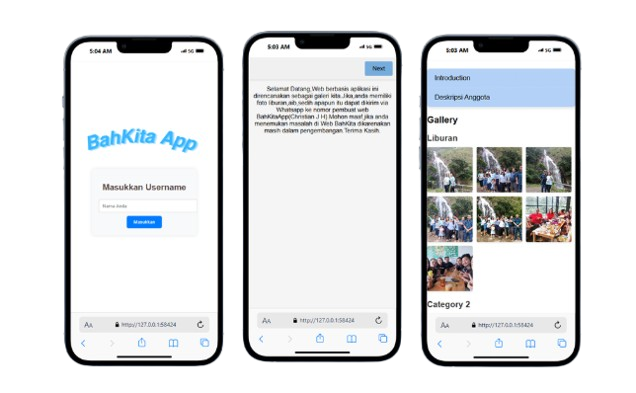 5:04 AM
5G
BahKita App
Masukkan Username
Nama Anda
Masukkan
AA
http://127.0.0.1:58424
5:03 AM
5G
Next
Selamat Datang,Web berbasis aplikasi ini
direncanakan sebagai galeri kita.Jika,anda memiliki
foto liburan,aib,sedih apapun itu dapat dikirim via
Whatsapp ke nomor pembuat web
BahKitaApp(Christian J H).Mohon maaf jika anda
menemukan masalah di Web BahKita dikarenakan
masih dalam pengembangan Terima Kasih.
AA
http://127.0.0.1:58424
5:03 AM
5G
Introduction
Deskripsi Anggota
Gallery
Liburan
Category 2
AA
http://127.0.0.1:58424